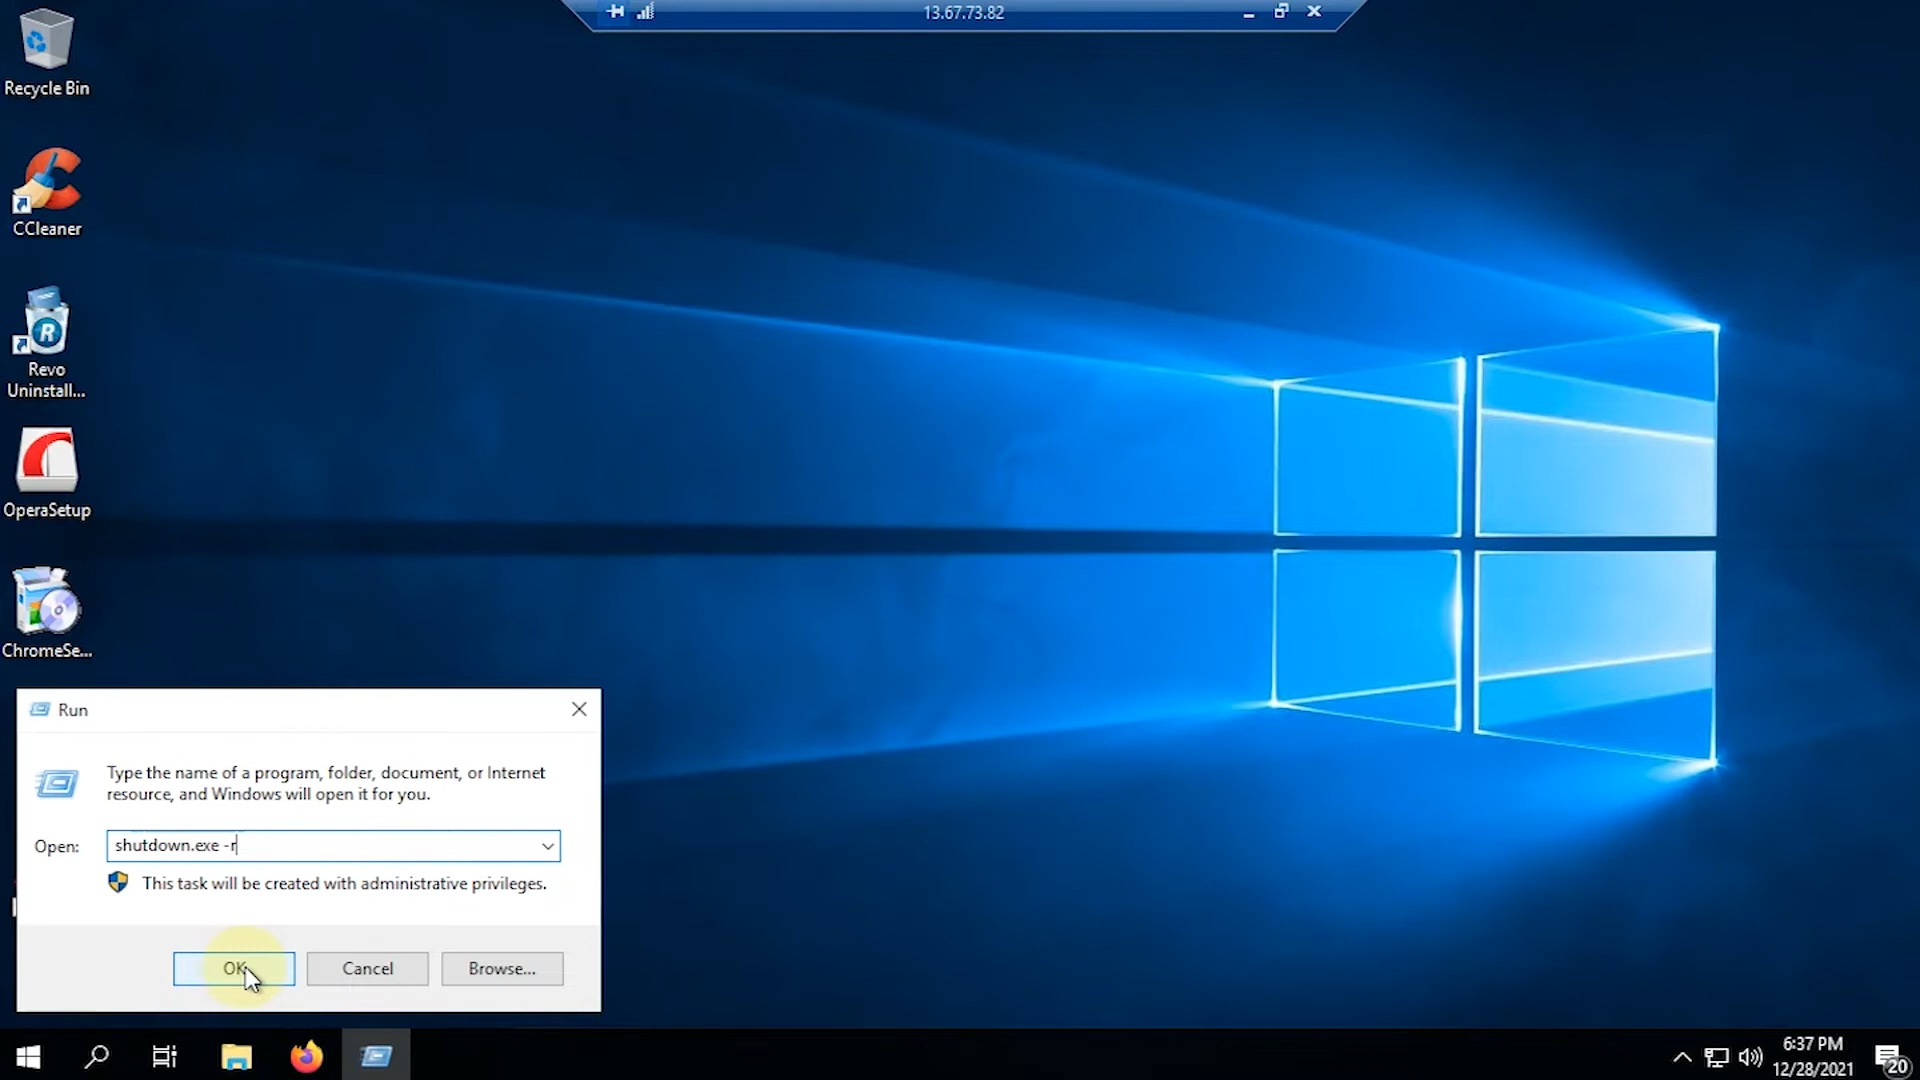 13.67.73.82
Recycle Bin
CCleaner
Revo
Uninstall...
OperaSetup
ChromeSe...
Run
Type the name of a program, folder, document, or Internet
resource, and Windows will open it for you.
Open:
shutdown.exe -r
This task will be created with administrative privileges.
OK
Cancel
Browse...
6:37 PM
12/28/2021
20